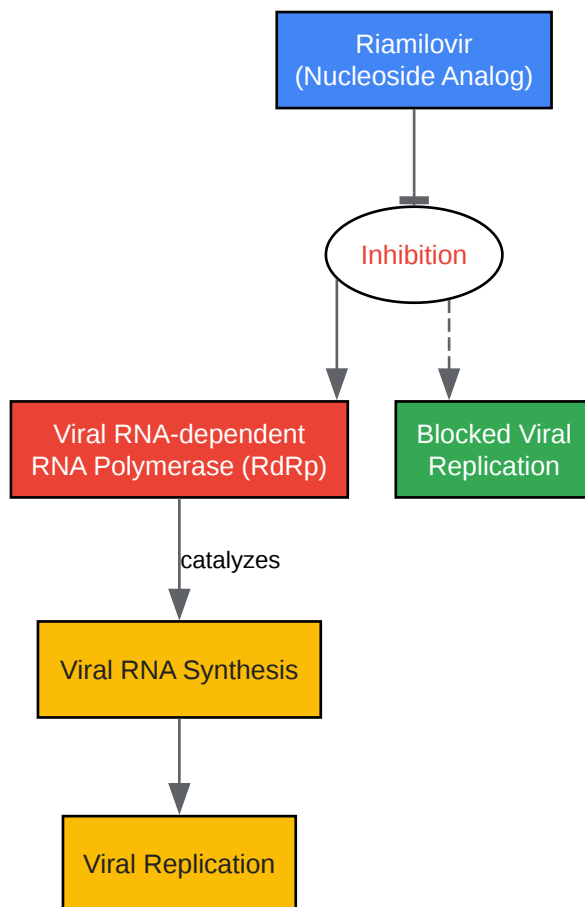 Riamilovir
(Nucleoside Analog)
Inhibition
Viral RNA-dependent
RNA Polymerase (RdRp)
Blocked Viral
Replication
catalyzes
Viral RNA Synthesis
Viral Replication